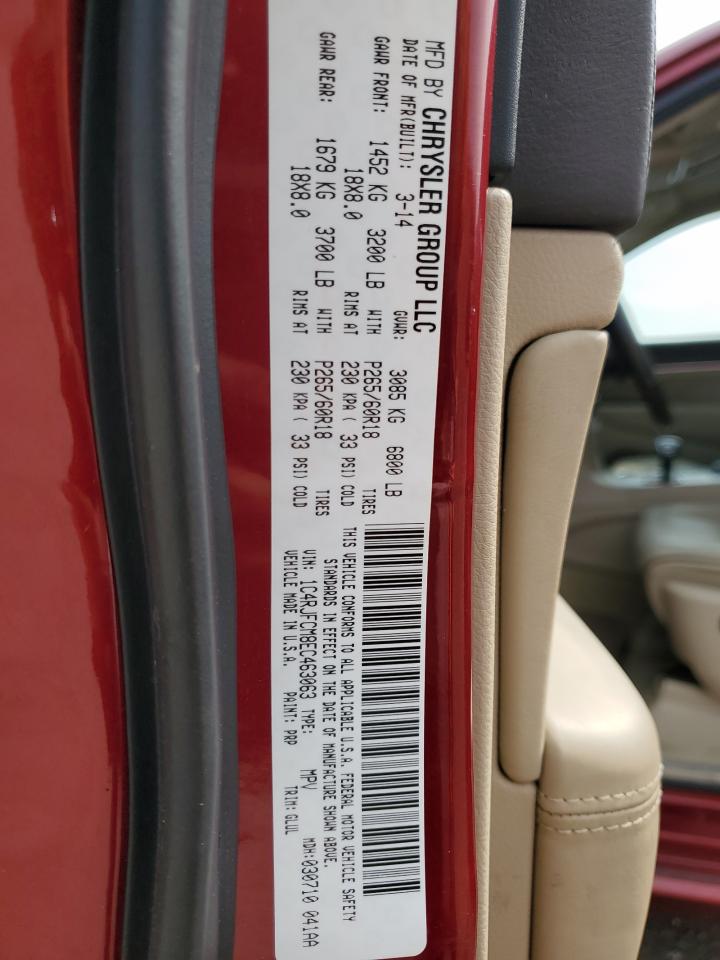 MFD BY CHRYSLER GROUP LLC
DATE OF MFR(BUILT): 3-14 GVWR: 3085 KG 6800 LB
GAWR FRONT: 1452 KG 3200 LB WITH P265/60R18 TIRES
18X8.0 RIMS AT 230 KPA ( 33 PSI) COLD
GAWR REAR: 1679 KG 3700 LB WITH P265/60R18 TIRES
18X8.0 RIMS AT 230 KPA ( 33 PSI) COLD
THIS VEHICLE CONFORMS TO ALL APPLICABLE U.S.A. FEDERAL MOTOR VEHICLE SAFETY
STANDARDS IN EFFECT ON THE DATE OF MANUFACTURE SHOWN ABOVE.
VIN: 1C4RJFCM8EC463063 TYPE: MPV MDH:030710 041AA
VEHICLE MADE IN U.S.A. PAINT: PRP TRIM: GLUL